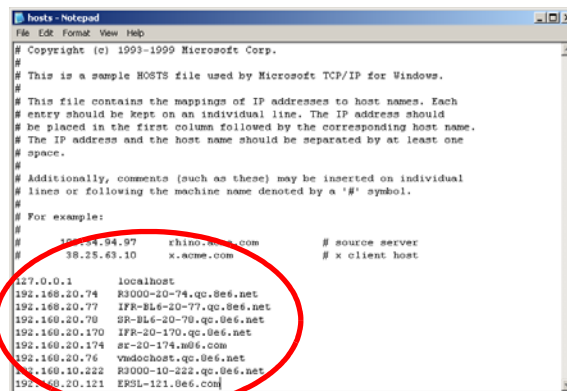 hosts - Notepad
File Edit Format View Help
# Copyright (c) 1993-1999 Microsoft Corp.
#
# This is a sample HOSTS file used by Microsoft TCP/IP for Windows.
#
# This file contains the mappings of IP addresses to host names. Each
# entry should be kept on an individual line. The IP address should
# be placed in the first column followed by the corresponding host name.
# The IP address and the host name should be separated by at least one
# space.
#
# Additionally, comments (such as these) may be inserted on individual
# lines or following the machine name denoted by a '#' symbol.
#
# For example:
#
# 102.54.94.97 rhino.acme.com # source server
# 38.25.63.10 x.acme.com # x client host
127.0.0.1 localhost
192.168.20.74 R3000-20-74.qc.8e6.net
192.168.20.77 IFR-BL6-20-77.qc.8e6.net
192.168.20.78 SR-BL6-20-78.qc.8e6.net
192.168.20.170 IFR-20-170.qc.8e6.net
192.168.20.174 sr-20-174.m86.com
192.168.20.76 vmdochost.qc.8e6.net
192.168.10.222 R3000-10-222.qc.8e6.net
192.168.20.121 ERSL-121.8e6.com